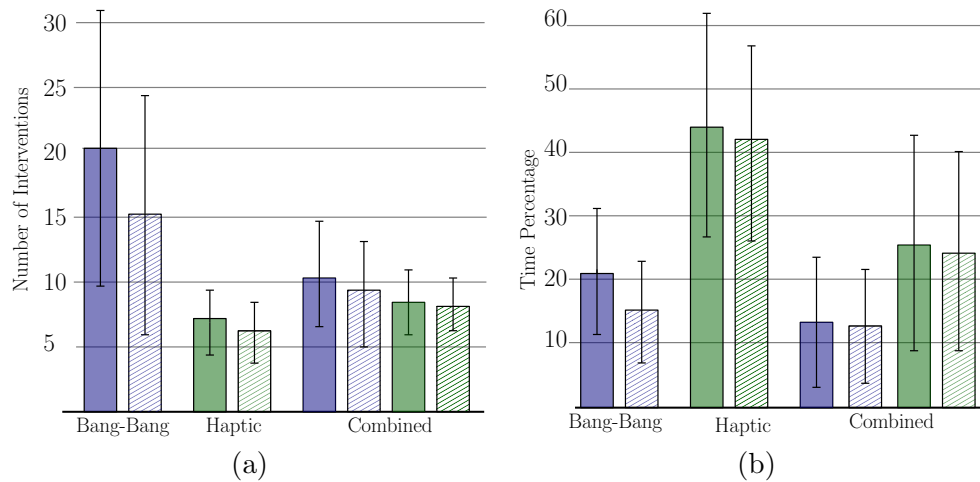 30
25
20
15
10
5
Number of Interventions
Bang-Bang Haptic Combined
(a)
60
50
40
30
20
10
Time Percentage
Bang-Bang Haptic Combined
(b)